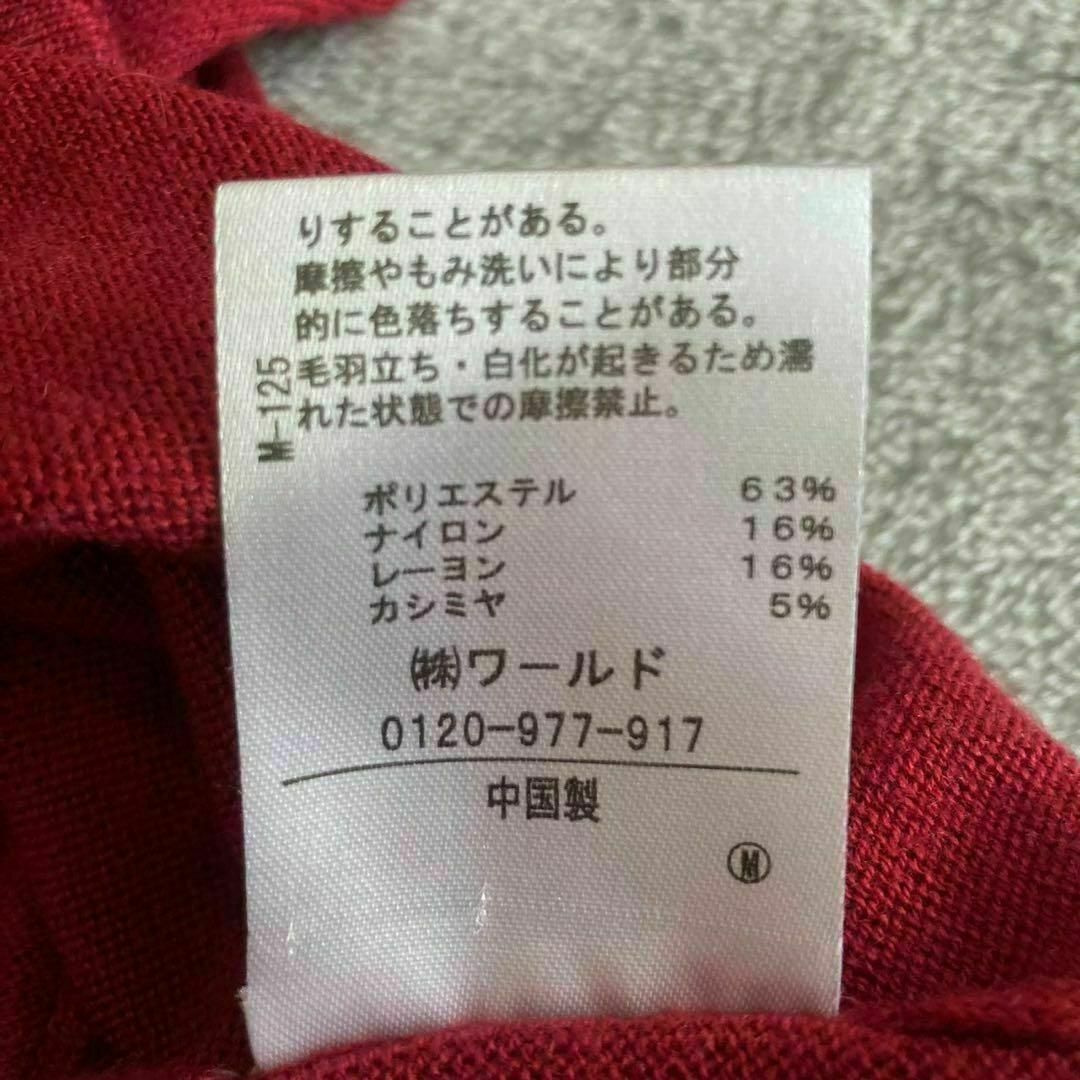 りすることがある。
摩擦やもみ洗いにより部分
的に色落ちすることがある。
毛羽立ち・白化が起きるため濡
れた状態での摩擦禁止。
M-125
ポリエステル 63%
ナイロン 16%
レーヨン 16%
カシミヤ 5%
㈱ワールド
0120-977-917
中国製
Ⓜ